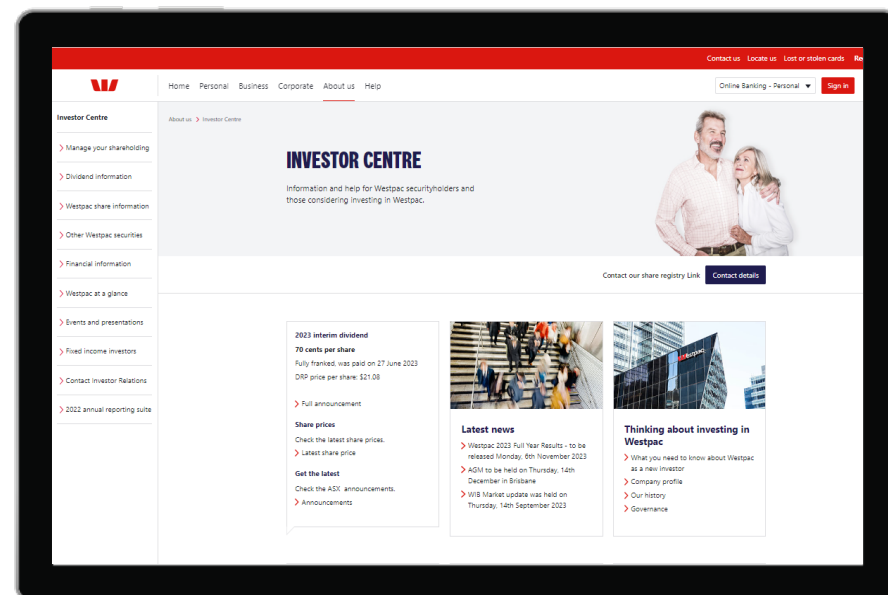 Contact us Locate us Lost or stolen cards Re
Home Personal Business Corporate About us Help
Online Banking - Personal
Sign in
Investor Centre
Manage your shareholding
Dividend information
Westpac share information
Other Westpac securities
Financial information
Westpac at a glance
Events and presentations
Fixed income investors
Contact Investor Relations
2022 annual reporting suite
About us Investor Centre
INVESTOR CENTRE
Information and help for Westpac securityholders and
those considering investing in Westpac.
Contact our share registry Link
Contact details
2023 interim dividend
70 cents per share
Fully franked, was paid on 27 June 2023
DRP price per share: $21.08
Full announcement
Share prices
Check the latest share prices.
Latest share price
Get the latest
Check the ASX announcements.
Announcements
Latest news
Westpac 2023 Full Year Results - to be
released Monday, 6th November 2023
AGM to be held on Thursday, 14th
December in Brisbane
WIB Market update was held on
Thursday, 14th September 2023
Westpac
Thinking about investing in
Westpac
What you need to know about Westpac
as a new investor
Company profile
Our history
Governance